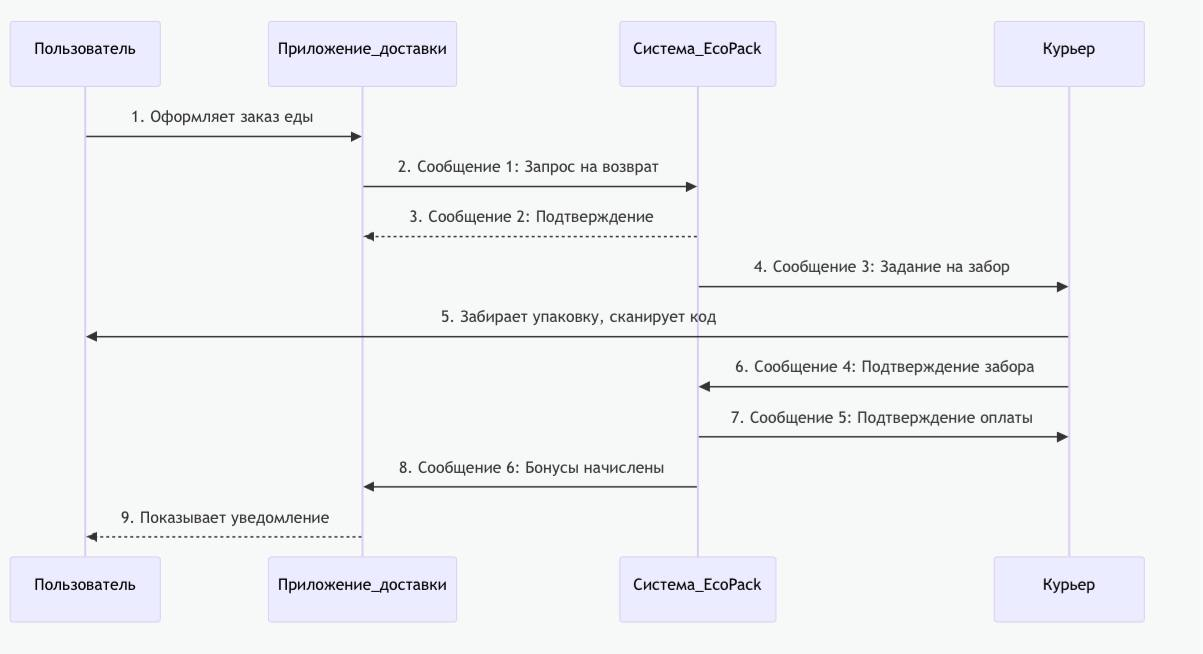 Пользователь
Приложение_доставки
Система_EcoPack
Курьер
1. Оформляет заказ еды
2. Сообщение 1: Запрос на возврат
3. Сообщение 2: Подтверждение
4. Сообщение 3: Задание на забор
5. Забирает упаковку, сканирует код
6. Сообщение 4: Подтверждение забора
7. Сообщение 5: Подтверждение оплаты
8. Сообщение 6: Бонусы начислены
9. Показывает уведомление
Пользователь
Приложение_доставки
Система_EcoPack
Курьер